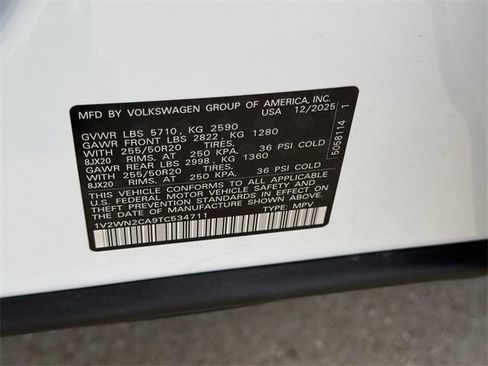 MFD BY VOLKSWAGEN GROUP OF AMERICA, INC.
USA 12/2025
GVWR LBS 5710, KG 2590
GAWR FRONT LBS 2822, KG 1280
WITH 255/50R20 TIRES, 36 PSI COLD
8JX20 RIMS, AT 250 KPA,
GAWR REAR LBS 2998, KG 1360
WITH 255/50R20 TIRES, 36 PSI COLD
8JX20 RIMS, AT 250 KPA,
THIS VEHICLE CONFORMS TO ALL APPLICABLE
U.S. FEDERAL MOTOR VEHICLE SAFETY AND
THEFT PREVENTION STANDARDS IN EFFECT ON
THE DATE OF MANUFACTURE SHOWN ABOVE.
1V2WN2CA9TC534711 TYPE: MPV
5058114 1